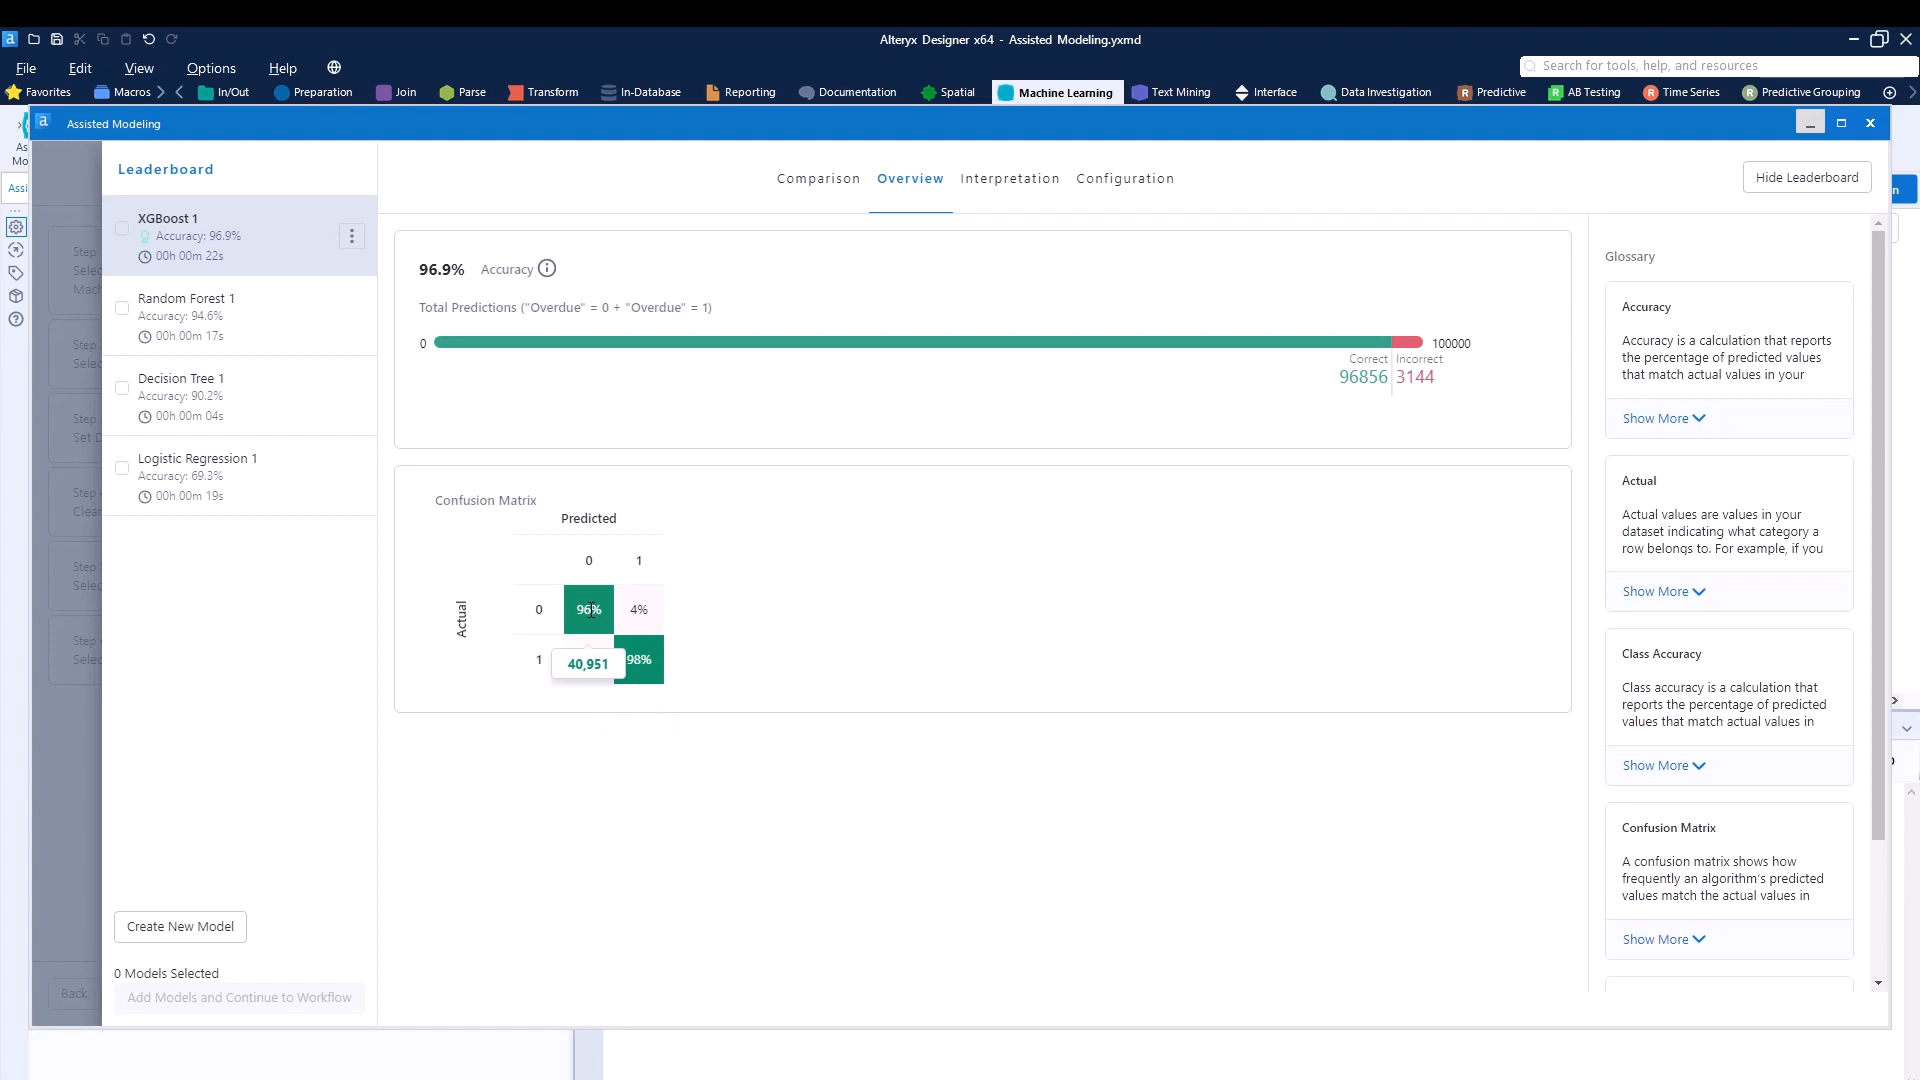 Alteryx Designer x64 - Assisted Modeling.yxmd
File Edit View Options Help
Search for tools, help, and resources
Favorites Macros In/Out Preparation Join Parse Transform In-Database Reporting Documentation Spatial Machine Learning Text Mining Interface Data Investigation Predictive AB Testing Time Series Predictive Grouping
Assisted Modeling
Leaderboard
Comparison Overview Interpretation Configuration
Hide Leaderboard
XGBoost 1
Accuracy: 96.9%
00h 00m 22s
Random Forest 1
Accuracy: 94.6%
00h 00m 17s
Decision Tree 1
Accuracy: 90.2%
00h 00m 04s
Logistic Regression 1
Accuracy: 69.3%
00h 00m 19s
Create New Model
0 Models Selected
Add Models and Continue to Workflow
Back
96.9% Accuracy
Total Predictions ("Overdue" = 0 + "Overdue" = 1)
0 100000
Correct Incorrect
96856 3144
Confusion Matrix
Predicted
0 1
Actual
0 96% 4%
1 98%
40,951
Glossary
Accuracy
Accuracy is a calculation that reports
the percentage of predicted values
that match actual values in your
Show More
Actual
Actual values are values in your
dataset indicating what category a
row belongs to. For example, if you
Show More
Class Accuracy
Class accuracy is a calculation that
reports the percentage of predicted
values that match actual values in
Show More
Confusion Matrix
A confusion matrix shows how
frequently an algorithm's predicted
values match the actual values in
Show More